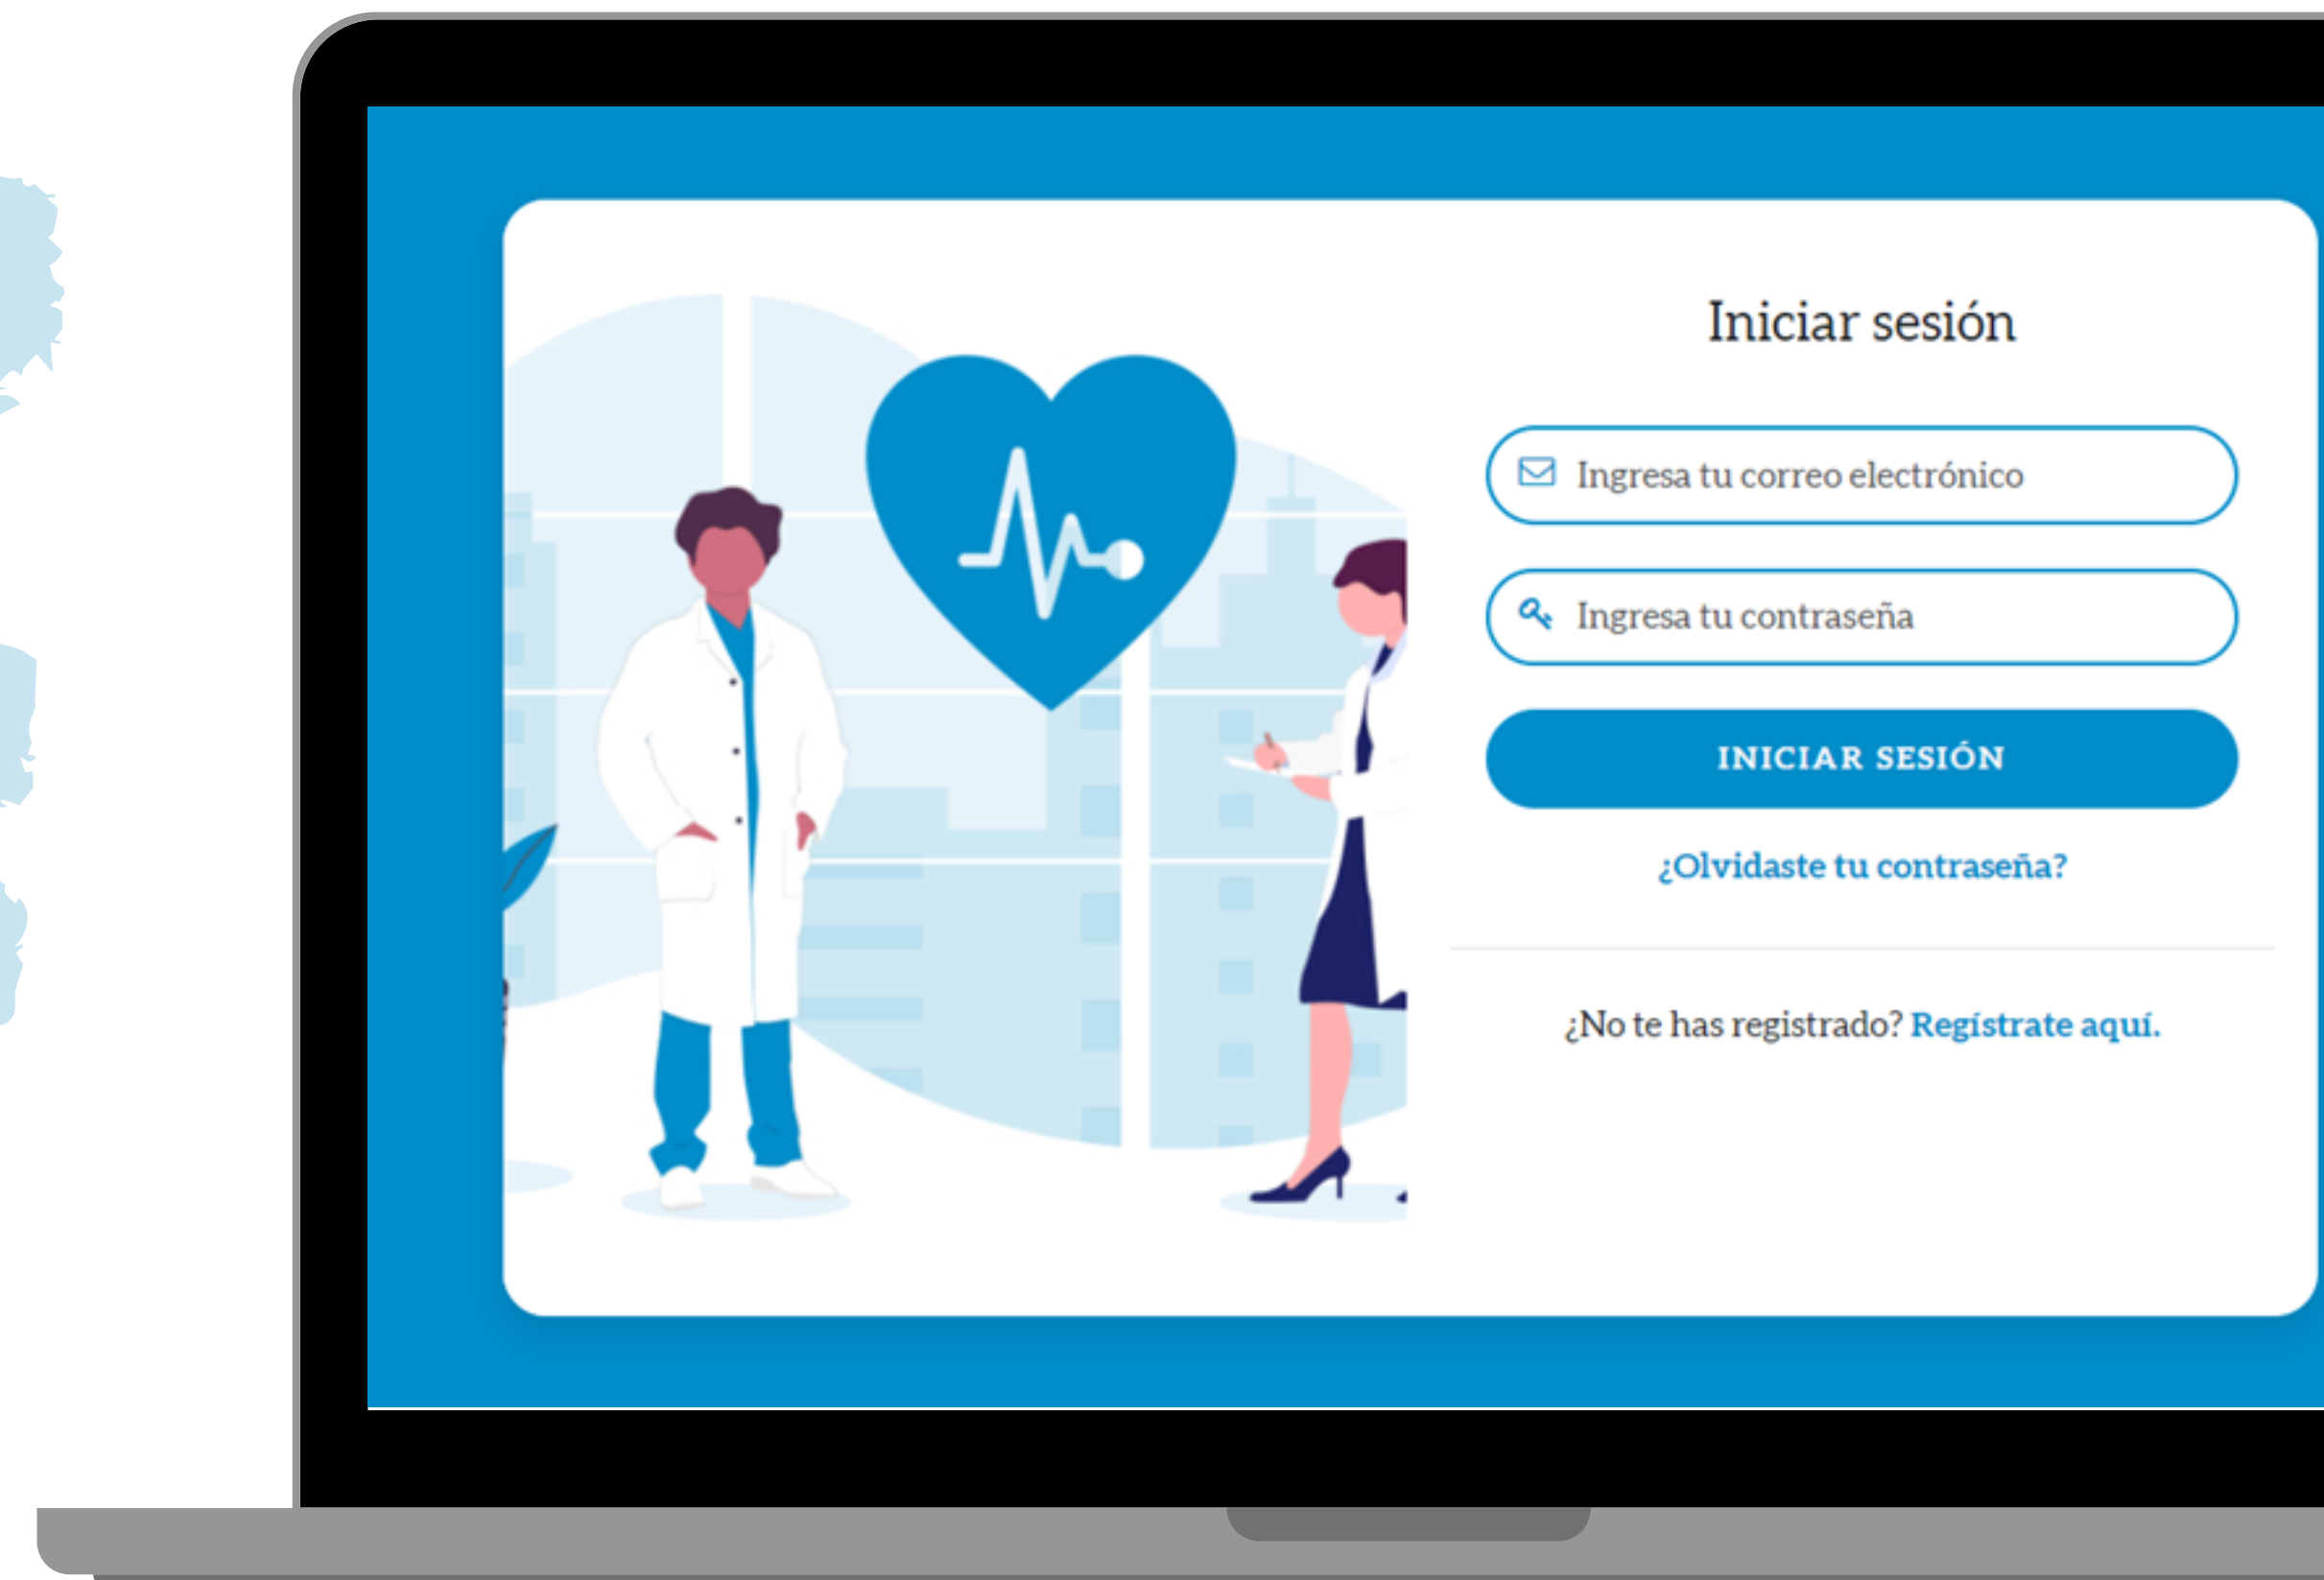 Iniciar sesión
Ingresa tu correo electrónico
Ingresa tu contraseña
INICIAR SESIÓN
¿Olvidaste tu contraseña?
¿No te has registrado? Regístrate aquí.